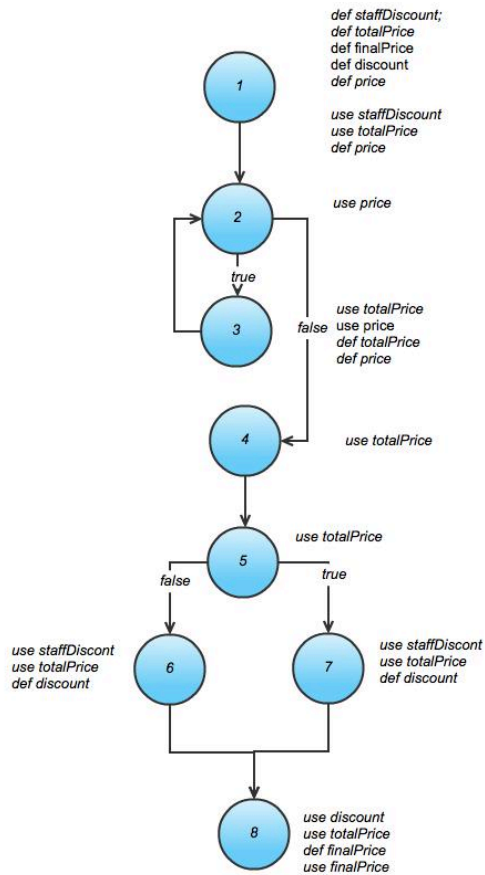 def staffDiscount;
def totalPrice
def finalPrice
def discount
def price
1
use staffDiscount
use totalPrice
def price
2
use price
true
3
false
use totalPrice
use price
def totalPrice
def price
4
use totalPrice
5
use totalPrice
false
true
use staffDiscont
use totalPrice
def discount
6
7
use staffDiscont
use totalPrice
def discount
8
use discount
use totalPrice
def finalPrice
use finalPrice